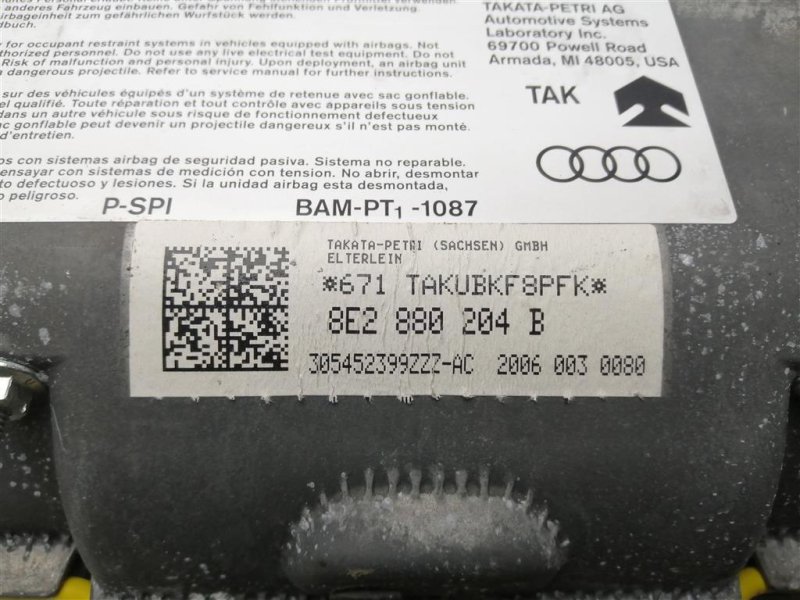 anderes Fahrzeug einbauen. Gefahr von Fehlfunktion und Verletzung.
airbageinheit zum gefährlichen Wurfstück werden.
dbuch.
for occupant restraint systems in vehicles equipped with airbags. Not
authorized personnel. Do not use any live electrical test equipment. Do not
Risk of malfunction and personal injury. Upon deployment, an airbag unit
a dangerous projectile. Refer to service manual for further instructions.
sur des véhicules équipés d'un système de retenue avec sac gonflable.
el qualifié. Toute réparation et tout contrôle avec appareils sous tension
dans un autre véhicule sous risque de fonctionnement défectueux
ac gonflable peut devenir un projectile dangereux s'il n'est pas monté.
d'entretien.
os con sistemas airbag de seguridad pasiva. Sistema no reparable.
ensayar con sistemas de medición con tension. No abrir, desmontar
to defectuoso y lesiones. Si la unidad airbag esta desmontada,
o peligroso.
TAKATA-PETRI AG
Automotive Systems
Laboratory Inc.
69700 Powell Road
Armada, MI 48005, USA
TAK
P-SPI BAM-PT1 -1087
TAKATA-PETRI (SACHSEN) GMBH
ELTERLEIN
*671 TAKUBKF8PFK*
8E2 880 204 B
305452399ZZZ-AC 2006 003 0080